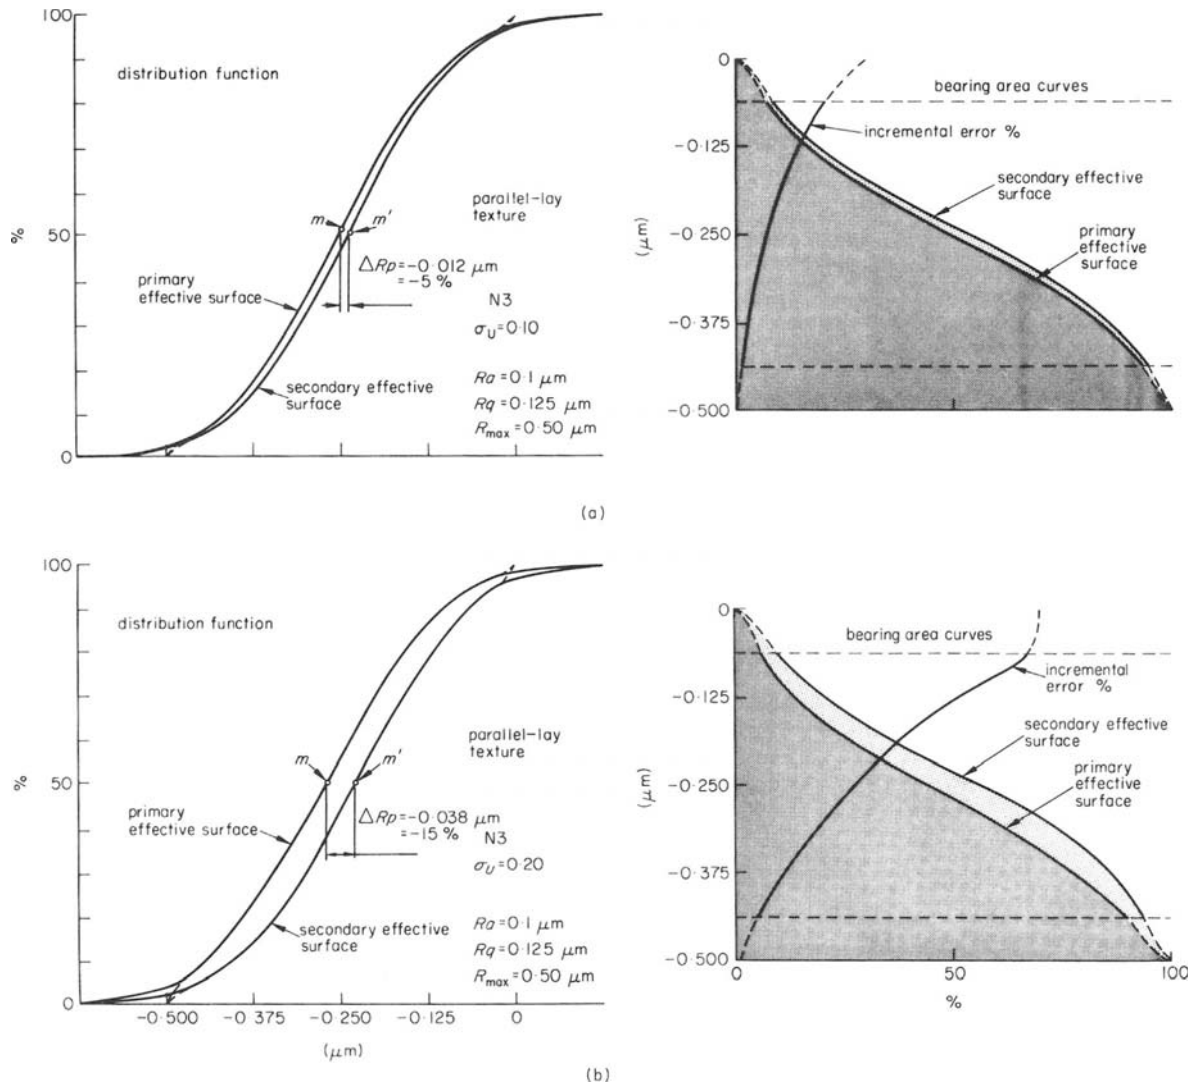 100
distribution function
%
50
m
m'
parallel-lay
texture
ΔRp=-0·012 μm
=-5 %
primary
effective surface
N3
σU=0·10
secondary effective
surface
Ra=0·1 μm
Rq=0·125 μm
Rmax=0·50 μm
0
0
bearing area curves
incremental error %
-0·125
secondary effective
surface
(μm)
-0·250
primary
effective
surface
-0·375
-0·500
0
50
100
(a)
100
distribution function
%
50
m
m'
parallel-lay
texture
ΔRp=-0·038 μm
=-15 %
primary
effective surface
N3
σU=0·20
secondary effective
surface
Ra=0·1 μm
Rq=0·125 μm
Rmax=0·50 μm
0
-0·500
-0·375
-0·250
-0·125
0
(μm)
0
bearing area curves
incremental
error %
-0·125
secondary effective
surface
(μm)
-0·250
primary
effective
surface
-0·375
-0·500
0
50
100
%
(b)